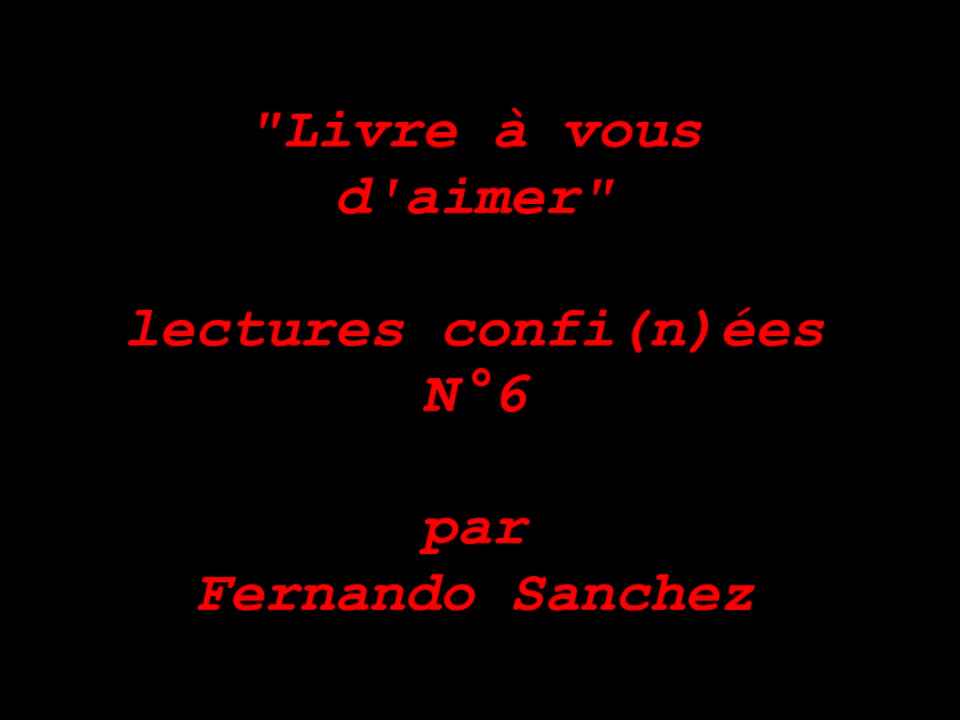 "Livre à vous
d'aimer"
lectures confi(n)ées
N°6
par
Fernando Sanchez